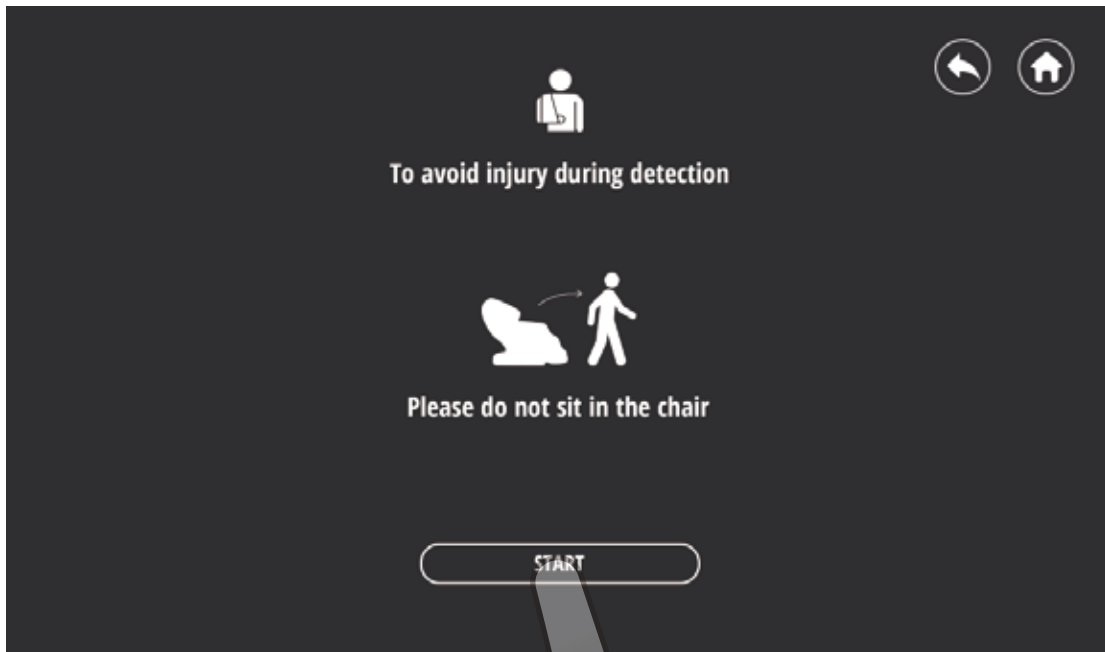 To avoid injury during detection
Please do not sit in the chair
START